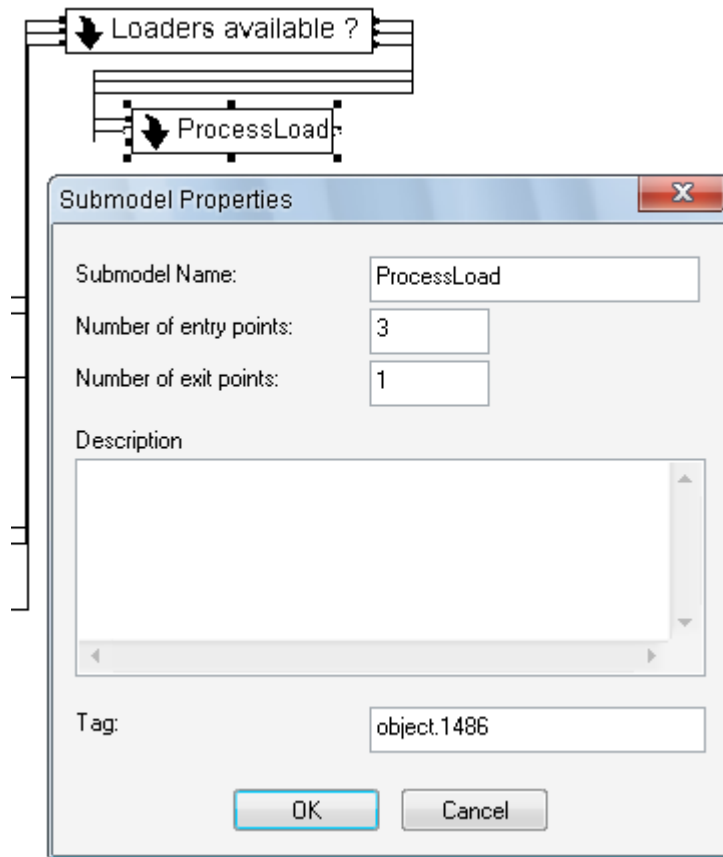 Loaders available ?
ProcessLoad
Submodel Properties
Submodel Name: ProcessLoad
Number of entry points: 3
Number of exit points: 1
Description
Tag: object.1486
OK Cancel